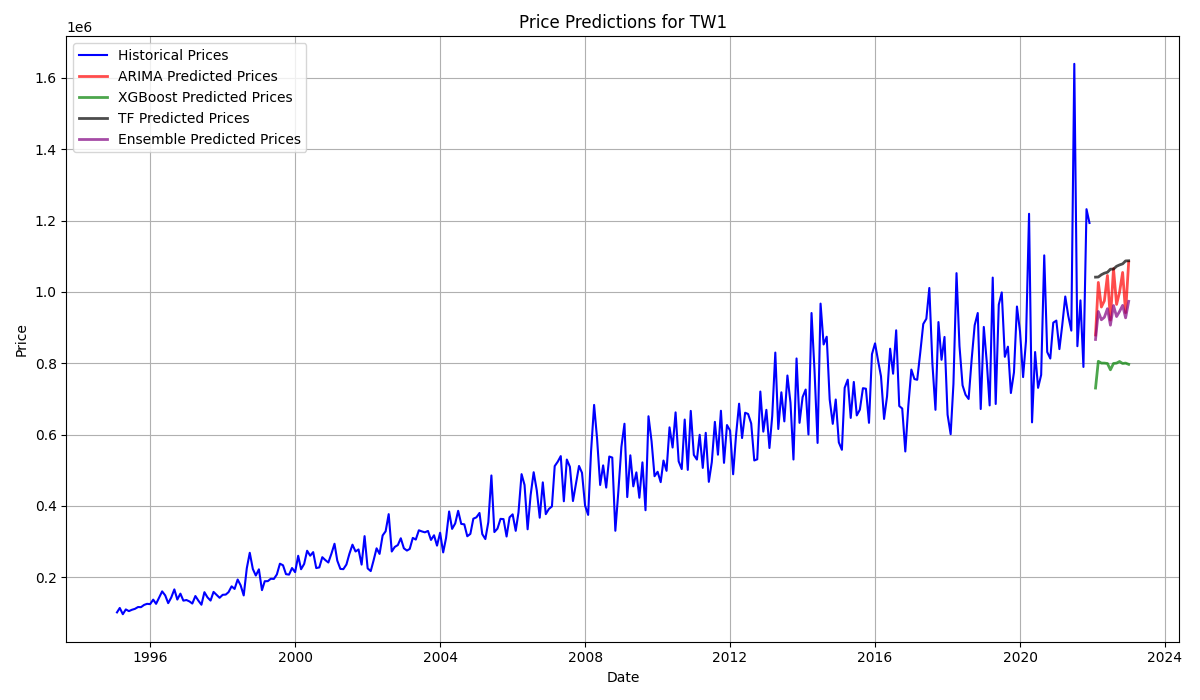 Price Predictions for TW1
1e6
Historical Prices
ARIMA Predicted Prices
XGBoost Predicted Prices
TF Predicted Prices
Ensemble Predicted Prices
1.6
1.4
1.2
1.0
0.8
0.6
0.4
0.2
Price
1996
2000
2004
2008
2012
2016
2020
2024
Date